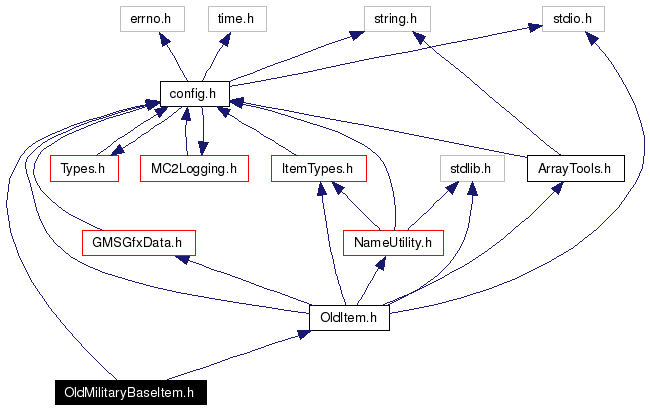 errno.h
time.h
string.h
stdio.h
config.h
Types.h
MC2Logging.h
ItemTypes.h
stdlib.h
ArrayTools.h
GMSGfxData.h
NameUtility.h
OldItem.h
OldMilitaryBaseItem.h